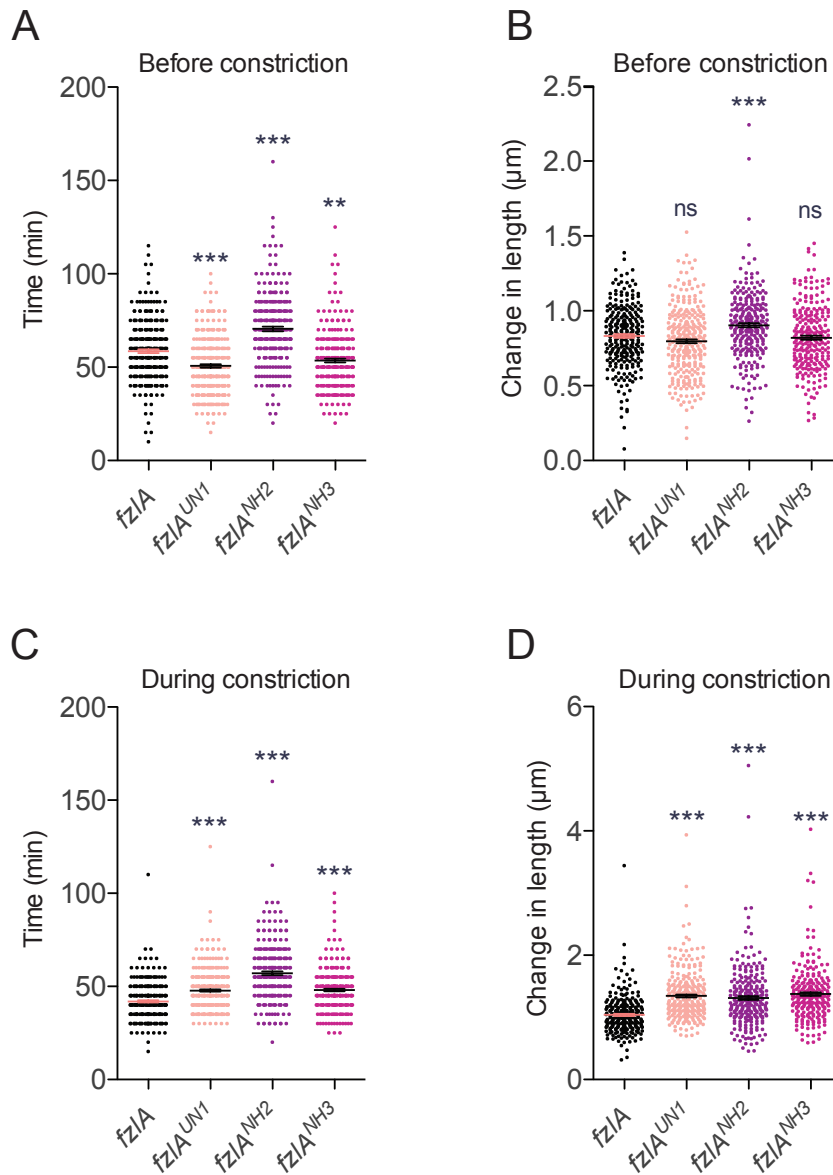 A
Before constriction
Time (min)
200
150
100
50
0
***
***
**
fzlA
fzlA^UN1
fzlA^NH2
fzlA^NH3
B
Before constriction
Change in length (µm)
2.5
2.0
1.5
1.0
0.5
0.0
ns
***
ns
fzlA
fzlA^UN1
fzlA^NH2
fzlA^NH3
C
During constriction
Time (min)
200
150
100
50
0
***
***
***
fzlA
fzlA^UN1
fzlA^NH2
fzlA^NH3
D
During constriction
Change in length (µm)
6
4
2
0
***
***
***
fzlA
fzlA^UN1
fzlA^NH2
fzlA^NH3